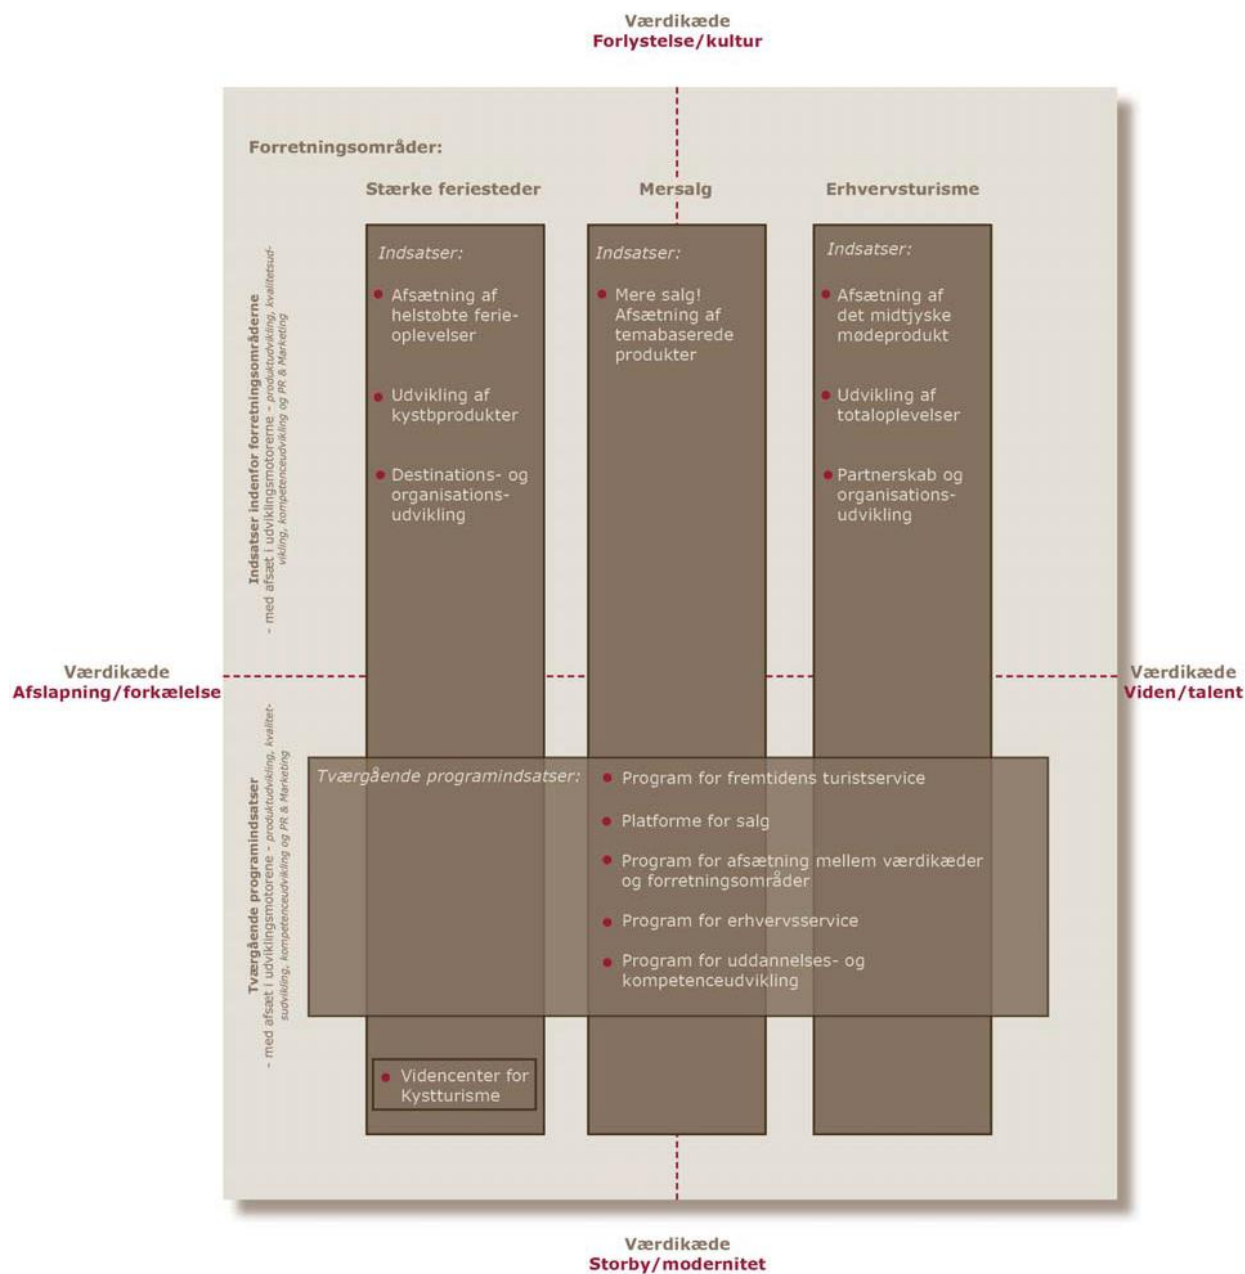 Værdikæde
Forlystelse/kultur
Forretningsområder:
Stærke feriesteder
Mersalg
Erhvervsturisme
Indsatser indenfor forretningsområderne
- med afsæt i udviklingsmotorerne - produktudvikling, kvalitetsud-
vikling, kompetenceudvikling og PR & Marketing
Indsatser:
Afsætning af
helstøbte ferie-
oplevelser
Udvikling af
kystbprodukter
Destinations- og
organisations-
udvikling
Indsatser:
Mere salg!
Afsætning af
temabaserede
produkter
Indsatser:
Afsætning af
det midtjyske
mødeprodukt
Udvikling af
totaloplevelser
Partnerskab og
organisations-
udvikling
Værdikæde
Afslapning/forkælelse
Værdikæde
Viden/talent
Tværgående programindsatser
- med afsæt i udviklingsmotorene - produktudvikling, kvalitet-
sudvikling, kompetenceudvikling og PR & Marketing
Tværgående programindsatser:
Program for fremtidens turistservice
Platforme for salg
Program for afsætning mellem værdikæder
og forretningsområder
Program for erhvervsservice
Program for uddannelses- og
kompetenceudvikling
Videncenter for
Kystturisme
Værdikæde
Storby/modernitet